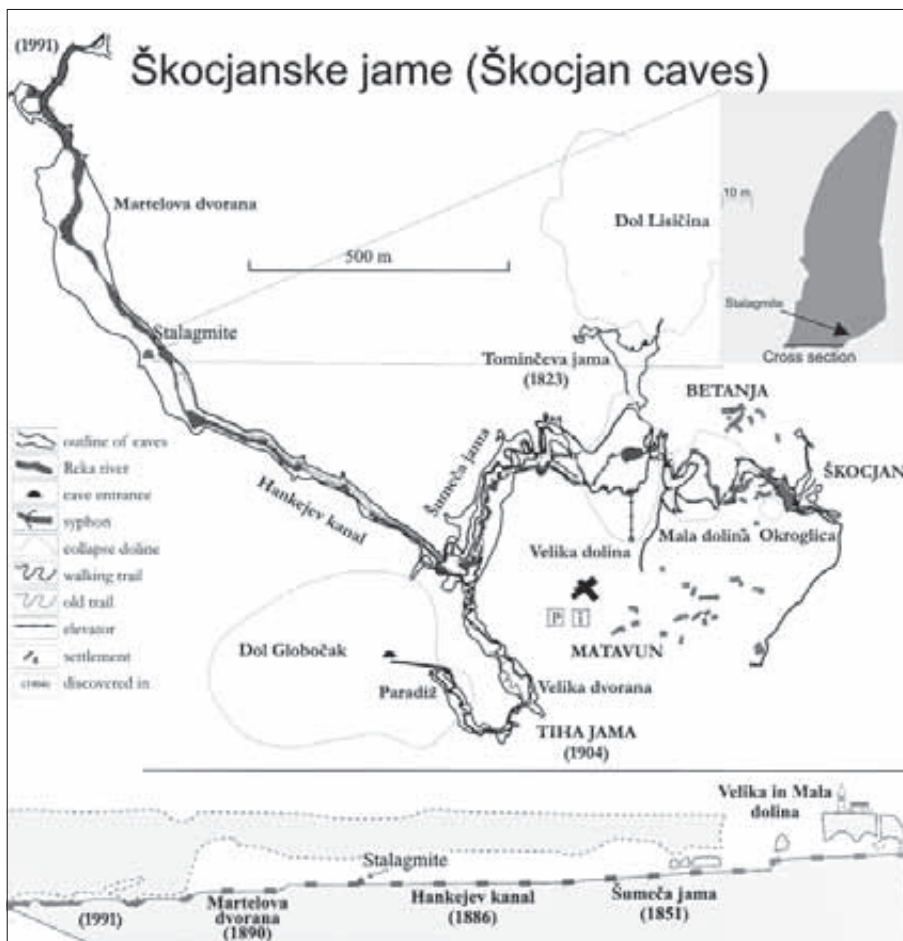 (1991)
Škocjanske jame (Škocjan caves)
Martelova dvorana
Dol Lisičina
10 m
500 m
Stalagmite
Stalagmite
Cross section
Tominčeva jama
(1823)
BETANJA
ŠKOCJAN
outline of caves
Reka river
cave entrance
syphon
collapse doline
walking trail
old trail
elevator
settlement
discovered in
Hankejev kanal
Šumeča jama
Velika dolina
Mala dolina
Okroglica
P i
MATAVUN
Dol Globočak
Paradiž
Velika dvorana
TIHA JAMA
(1904)
Velika in Mala
dolina
Stalagmite
(1991)
Martelova
dvorana
(1890)
Hankejev kanal
(1886)
Šumeča jama
(1851)